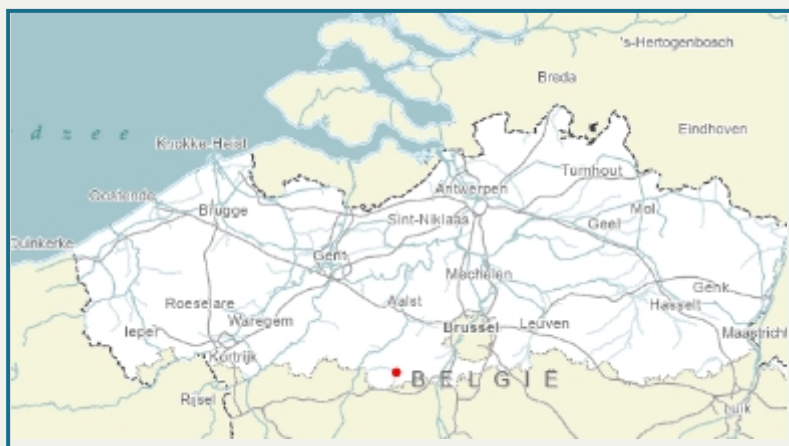 's-Hertogenbosch
Breda
Eindhoven
d z e e
Knokke-Heist
Turnhout
Antwerpen
Oostende
Brugge
Mol
Sint-Niklaas
Geel
Duinkerke
Gent
Mechelen
Genk
Roeselare
Aalst
Hasselt
Waregem
Brussel
Leuven
Ieper
Maastricht
Kortrijk
BELGIË
Rijsel
Luik